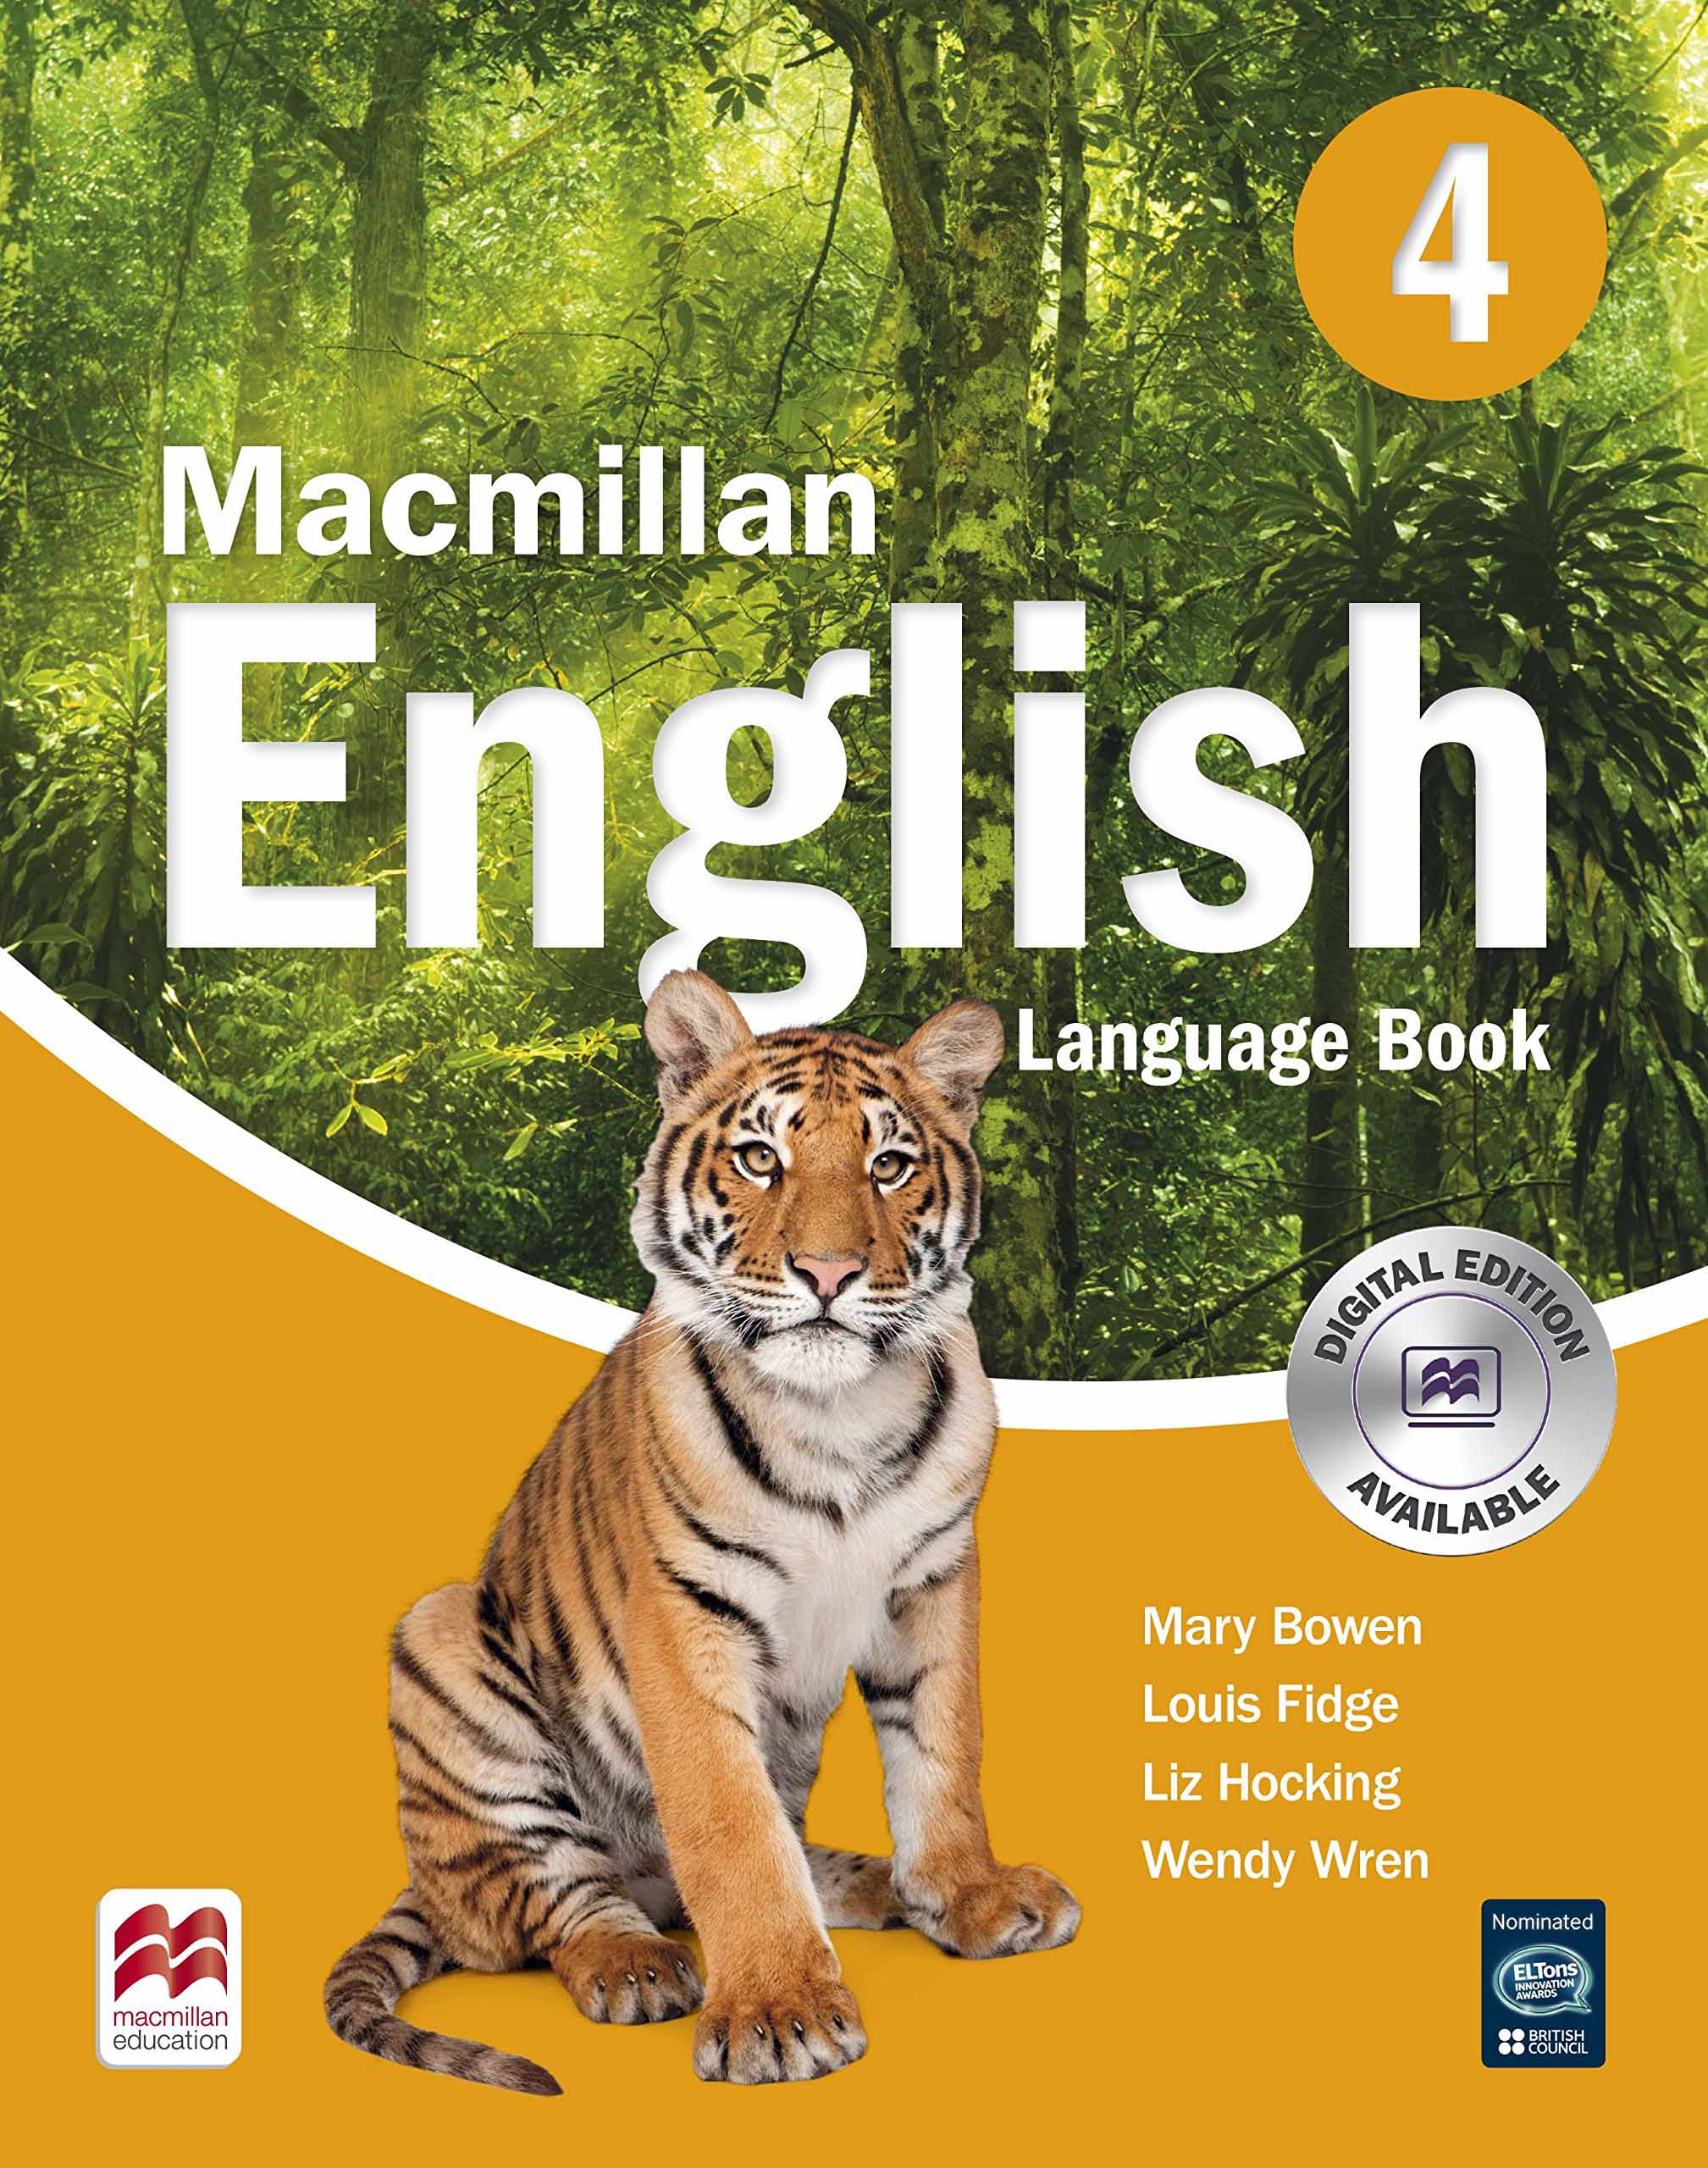 4
Macmillan
English
Language Book
DIGITAL EDITION
AVAILABLE
Mary Bowen
Louis Fidge
Liz Hocking
Wendy Wren
macmillan
education
Nominated
ELTons
INNOVATION
AWARDS
BRITISH
COUNCIL